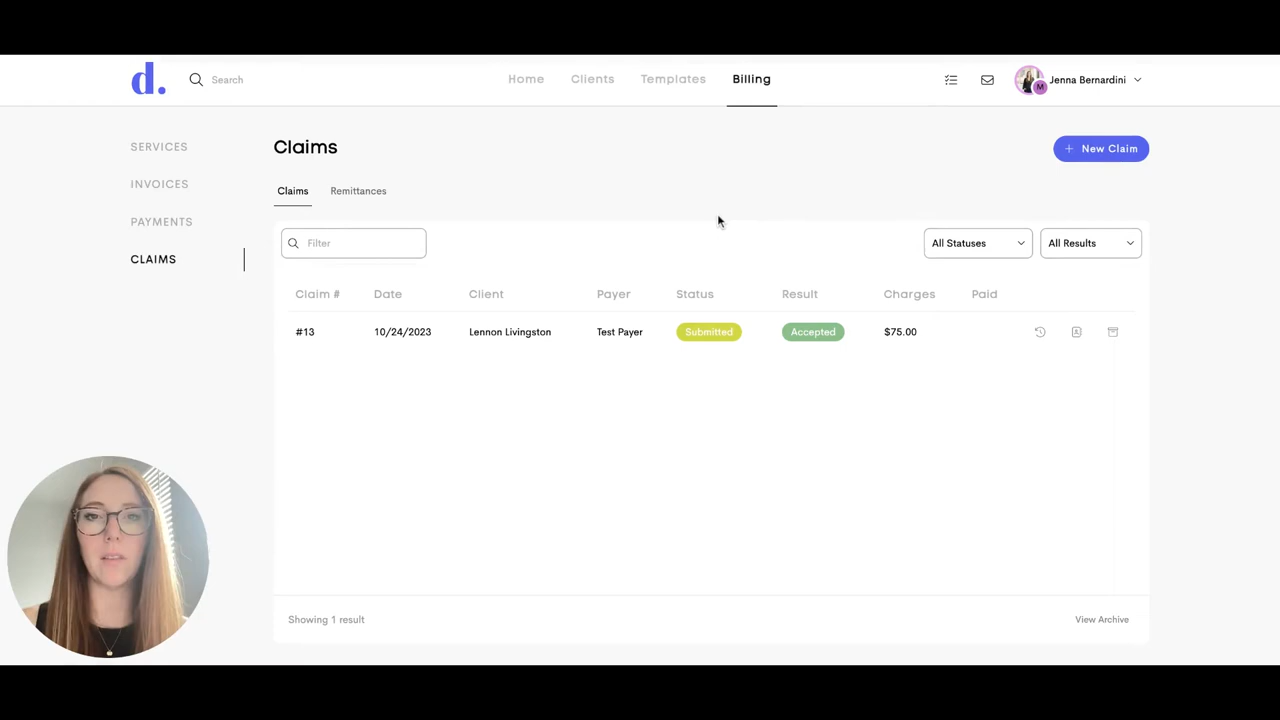 d.
Search
Home
Clients
Templates
Billing
M
Jenna Bernardini
SERVICES
INVOICES
PAYMENTS
CLAIMS
Claims
+ New Claim
Claims
Remittances
Filter
All Statuses
All Results
Claim # Date Client Payer Status Result Charges Paid
#13 10/24/2023 Lennon Livingston Test Payer Submitted Accepted $75.00
Showing 1 result
View Archive